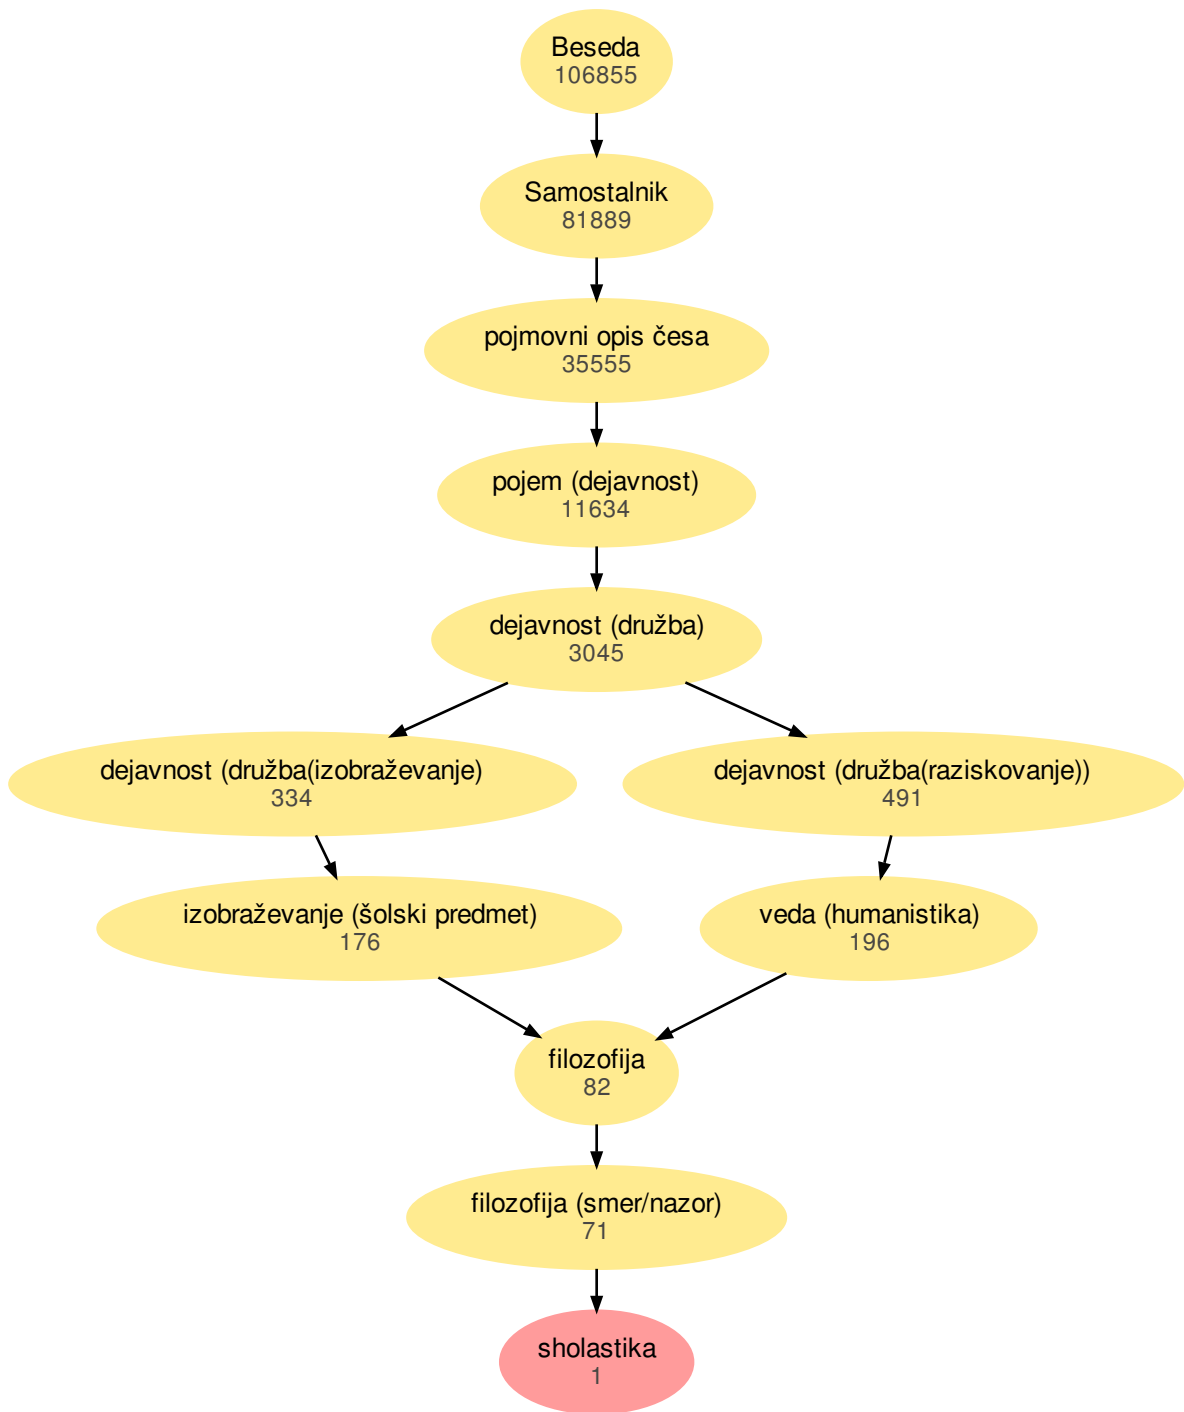 Beseda
106855
Samostalnik
81889
pojmovni opis česa
35555
pojem (dejavnost)
11634
dejavnost (družba)
3045
dejavnost (družba(izobraževanje)
334
dejavnost (družba(raziskovanje))
491
izobraževanje (šolski predmet)
176
veda (humanistika)
196
filozofija
82
filozofija (smer/nazor)
71
sholastika
1